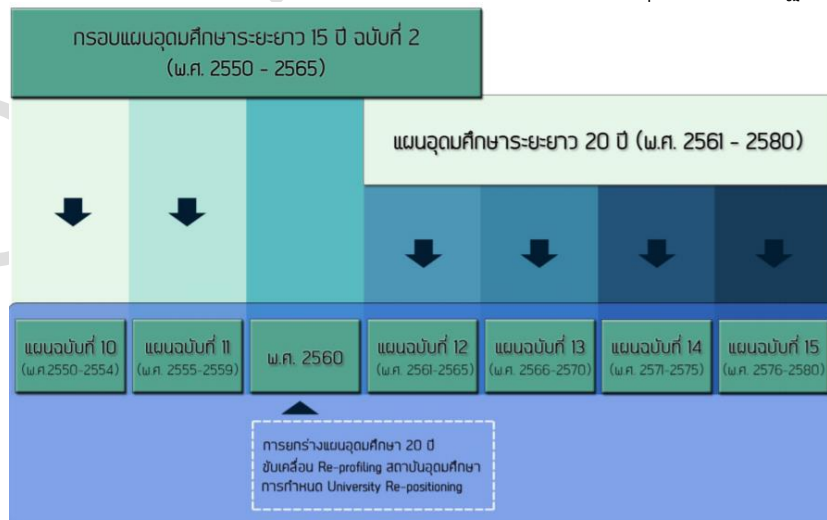 กรอบแผนอุดมศึกษาระยะยาว 15 ปี ฉบับที่ 2
(พ.ศ. 2550 - 2565)
แผนอุดมศึกษาระยะยาว 20 ปี (พ.ศ. 2561 - 2580)
แผนฉบับที่ 10
(พ.ศ.2550-2554)
แผนฉบับที่ 11
(พ.ศ. 2555-2559)
พ.ศ. 2560
แผนฉบับที่ 12
(พ.ศ. 2561-2565)
แผนฉบับที่ 13
(พ.ศ. 2566-2570)
แผนฉบับที่ 14
(พ.ศ. 2571-2575)
แผนฉบับที่ 15
(พ.ศ. 2576-2580)
การยกร่างแผนอุดมศึกษา 20 ปี
ขับเคลื่อน Re-profiling สถาบันอุดมศึกษา
การกำหนด University Re-positioning